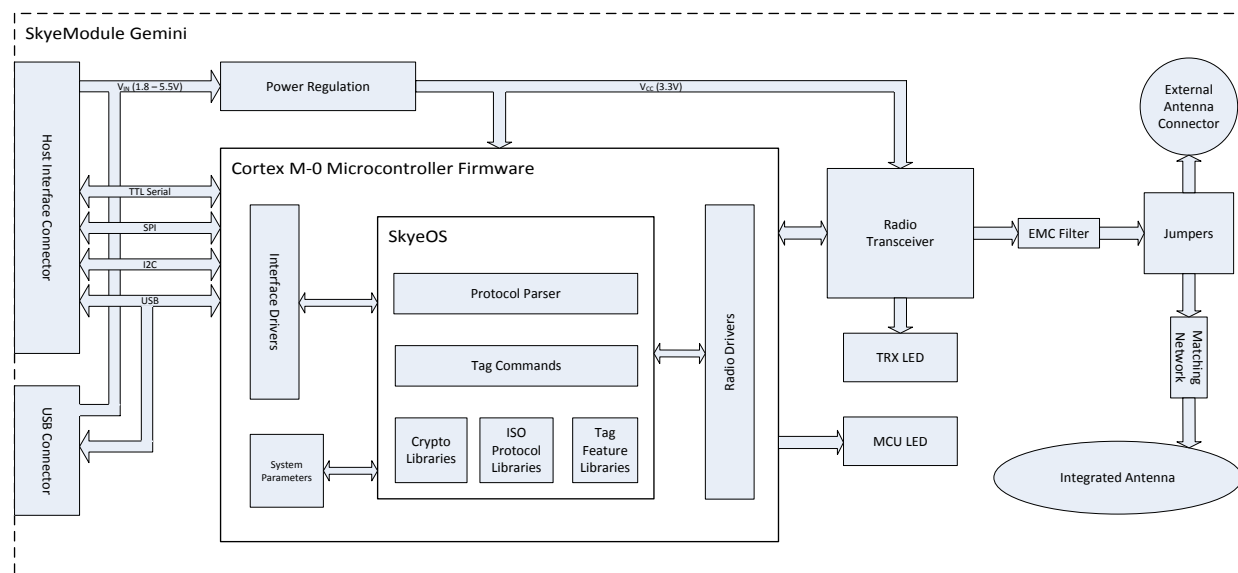 SkyeModule Gemini
Host Interface Connector
VIN (1.8 – 5.5V)
Power Regulation
VCC (3.3V)
External
Antenna
Connector
TTL Serial
SPI
I2C
USB
Cortex M-0 Microcontroller Firmware
Interface Drivers
SkyeOS
Protocol Parser
Tag Commands
Crypto
Libraries
ISO
Protocol
Libraries
Tag
Feature
Libraries
System
Parameters
Radio Drivers
Radio
Transceiver
EMC Filter
Jumpers
TRX LED
MCU LED
Matching
Network
Integrated Antenna
USB Connector